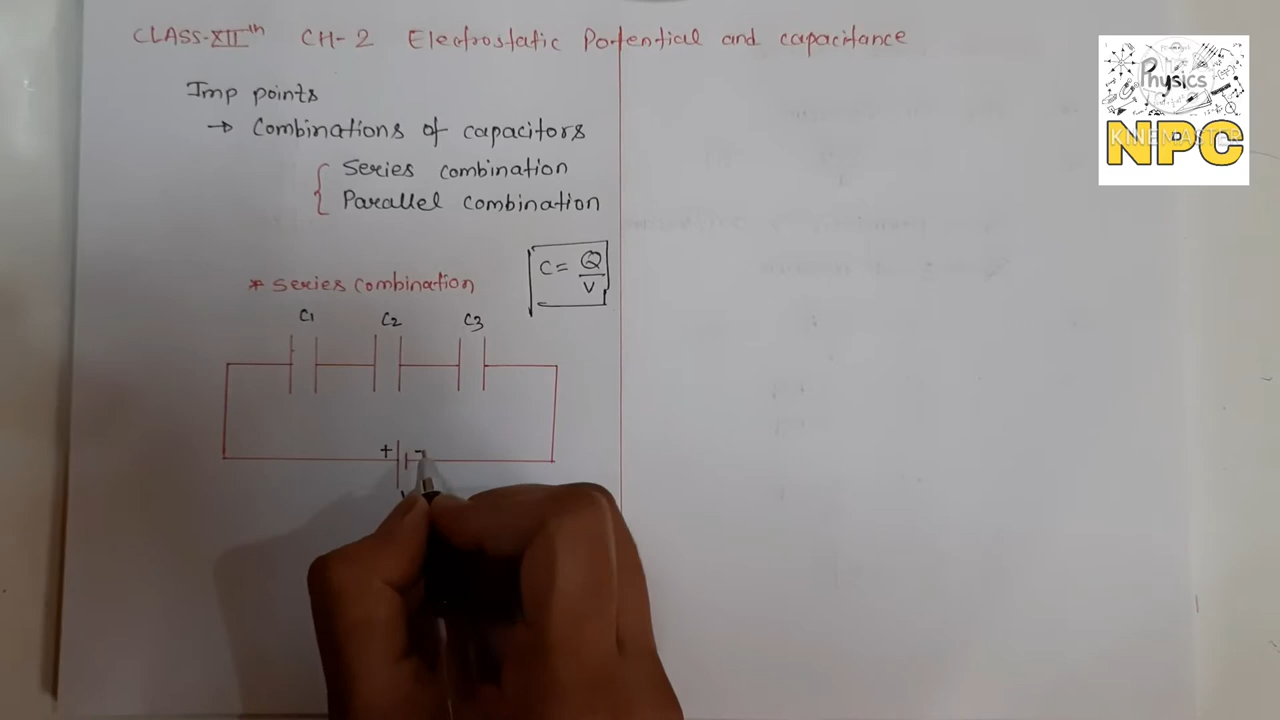 CLASS-XIIth CH-2 Electrostatic Potential and capacitance
Imp points
→ Combinations of capacitors
Series combination
Parallel combination
C = Q/V
* Series combination
C1 C2 C3
+ -
Physics
KINEMASTER
NPC